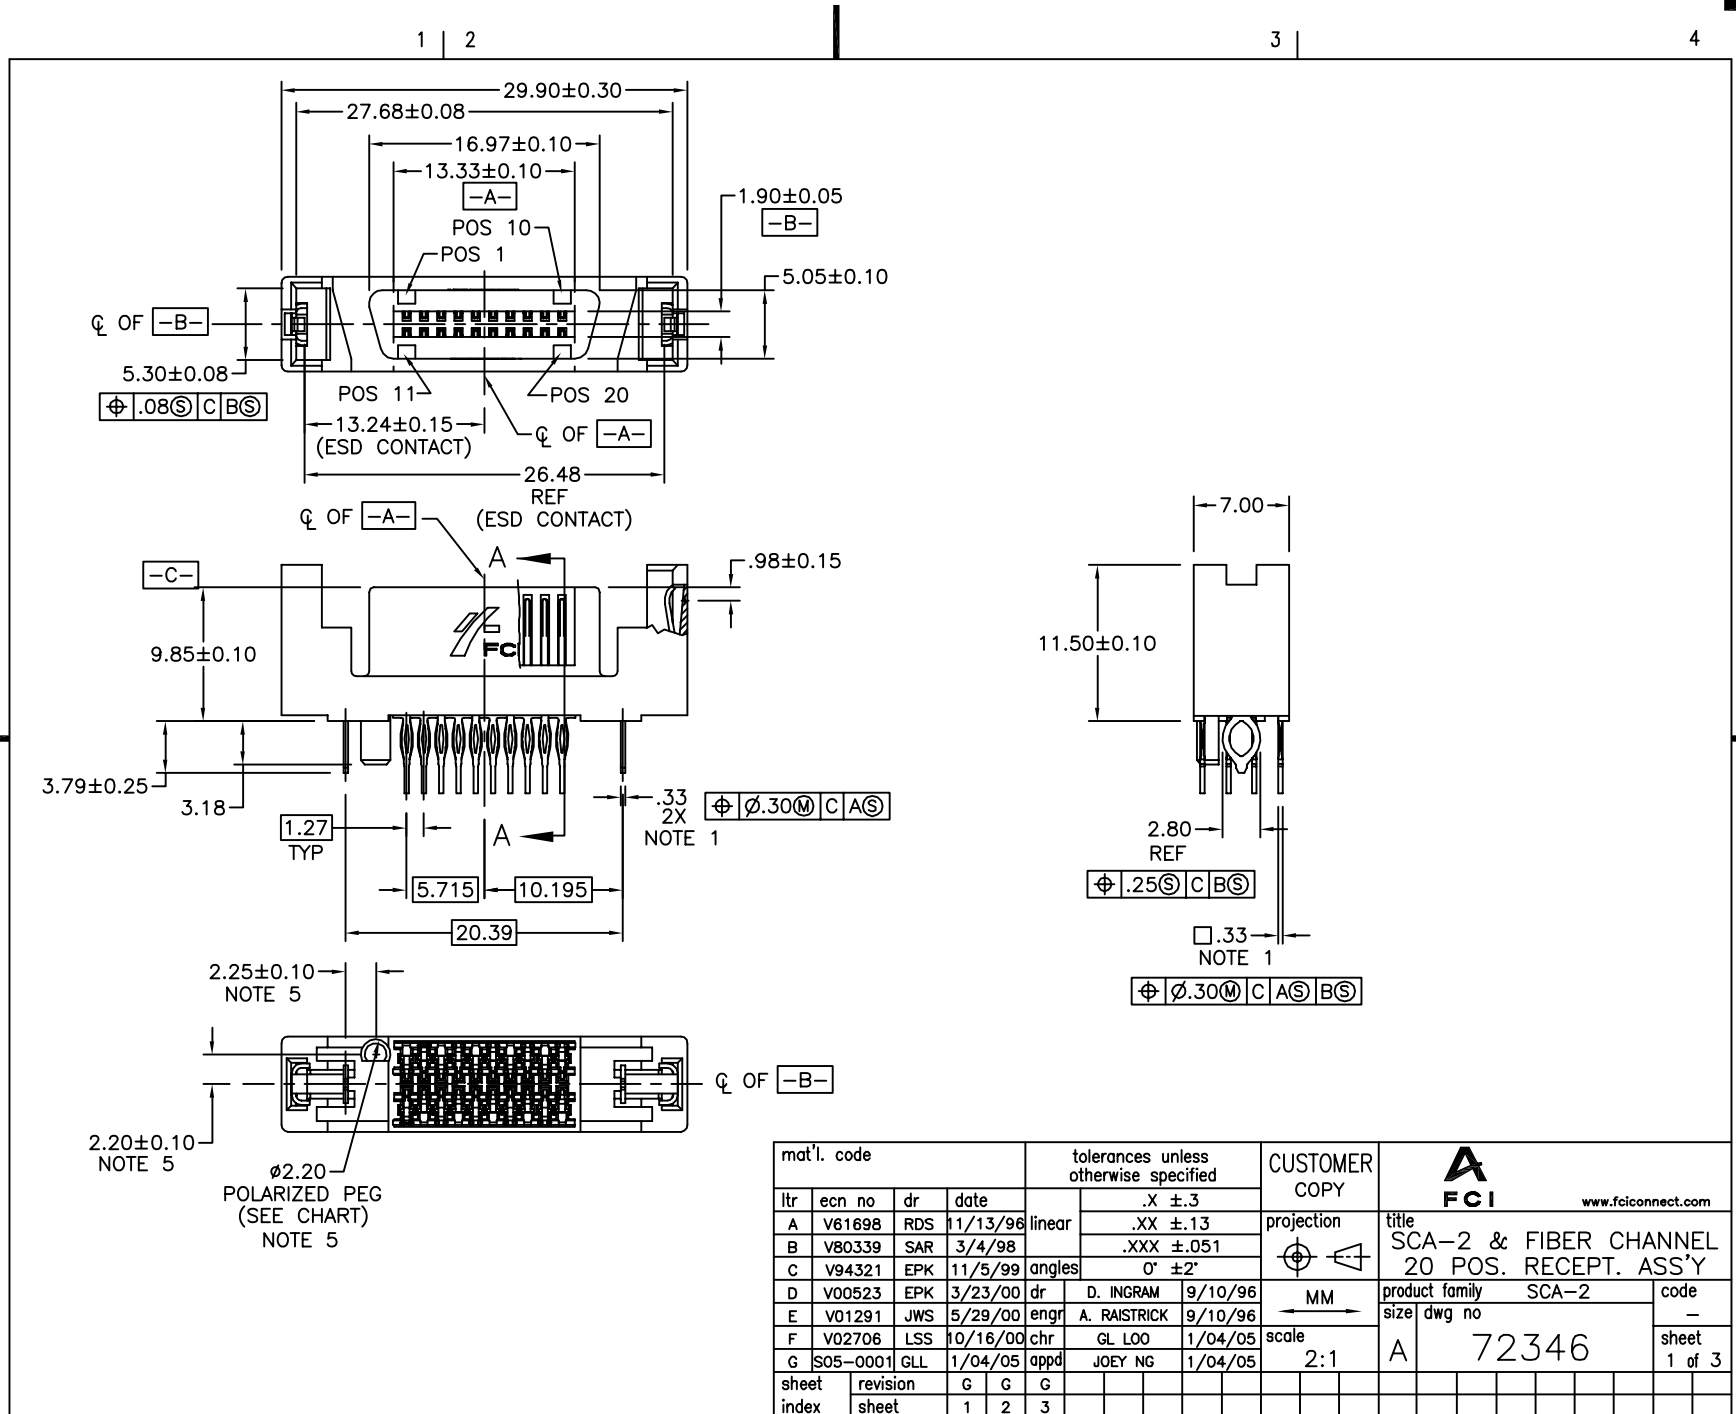 1 2 3 4
29.90±0.30
27.68±0.08
16.97±0.10
13.33±0.10
-A-
1.90±0.05
-B-
POS 10
POS 1
5.05±0.10
℄ OF -B-
5.30±0.08
⌖ .08Ⓢ C BⓈ
POS 11
POS 20
13.24±0.15
(ESD CONTACT)
℄ OF -A-
26.48
REF
(ESD CONTACT)
℄ OF -A-
A
.98±0.15
-C-
FCI
9.85±0.10
3.79±0.25
3.18
1.27
TYP
A
.33
2X
NOTE 1
⌖ Ø.30Ⓜ C AⓈ
5.715
10.195
20.39
7.00
11.50±0.10
2.80
REF
⌖ .25Ⓢ C BⓈ
□.33
NOTE 1
⌖ Ø.30Ⓜ C AⓈ BⓈ
2.25±0.10
NOTE 5
℄ OF -B-
2.20±0.10
NOTE 5
ø2.20
POLARIZED PEG
(SEE CHART)
NOTE 5
mat'l. code
tolerances unless
otherwise specified
CUSTOMER
COPY
FCI
www.fciconnect.com
ltr ecn no dr date
A V61698 RDS 11/13/96
B V80339 SAR 3/4/98
C V94321 EPK 11/5/99
D V00523 EPK 3/23/00
E V01291 JWS 5/29/00
F V02706 LSS 10/16/00
G S05-0001 GLL 1/04/05
linear
.X ±.3
.XX ±.13
.XXX ±.051
angles 0° ±2°
dr D. INGRAM 9/10/96
engr A. RAISTRICK 9/10/96
chr GL LOO 1/04/05
appd JOEY NG 1/04/05
projection
MM
scale
2:1
title
SCA-2 & FIBER CHANNEL
20 POS. RECEPT. ASS'Y
product family SCA-2
code
-
size
A
dwg no
72346
sheet
1 of 3
sheet
index
revision G G G
sheet 1 2 3